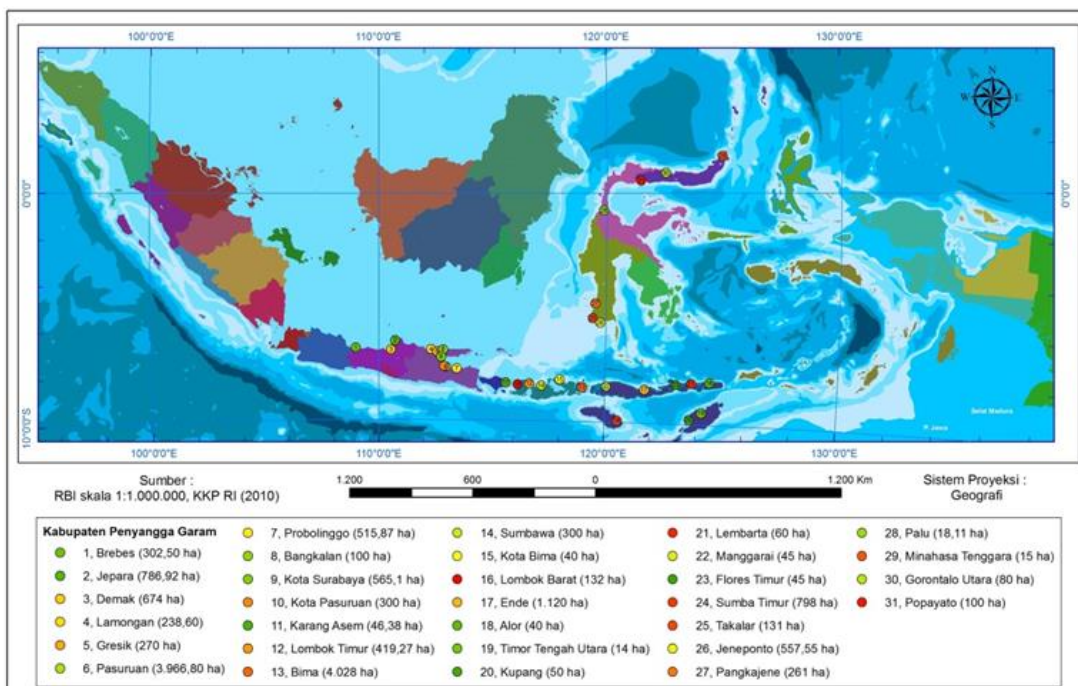 100°0'0"E 110°0'0"E 120°0'0"E 130°0'0"E
N
W E
S
0°0'0" 0°0'0"
Selat Madura
P. Jawa
10°0'0"S
100°0'0"E 110°0'0"E 120°0'0"E 130°0'0"E
Sumber :
RBI skala 1:1.000.000, KKP RI (2010)
1.200 600 0 1.200 Km
Sistem Proyeksi :
Geografi
Kabupaten Penyangga Garam
1, Brebes (302,50 ha)
2, Jepara (786,92 ha)
3, Demak (674 ha)
4, Lamongan (238,60)
5, Gresik (270 ha)
6, Pasuruan (3.966,80 ha)
7, Probolinggo (515,87 ha)
8, Bangkalan (100 ha)
9, Kota Surabaya (565,1 ha)
10, Kota Pasuruan (300 ha)
11, Karang Asem (46,38 ha)
12, Lombok Timur (419,27 ha)
13, Bima (4.028 ha)
14, Sumbawa (300 ha)
15, Kota Bima (40 ha)
16, Lombok Barat (132 ha)
17, Ende (1.120 ha)
18, Alor (40 ha)
19, Timor Tengah Utara (14 ha)
20, Kupang (50 ha)
21, Lembarta (60 ha)
22, Manggarai (45 ha)
23, Flores Timur (45 ha)
24, Sumba Timur (798 ha)
25, Takalar (131 ha)
26, Jeneponto (557,55 ha)
27, Pangkajene (261 ha)
28, Palu (18,11 ha)
29, Minahasa Tenggara (15 ha)
30, Gorontalo Utara (80 ha)
31, Popayato (100 ha)